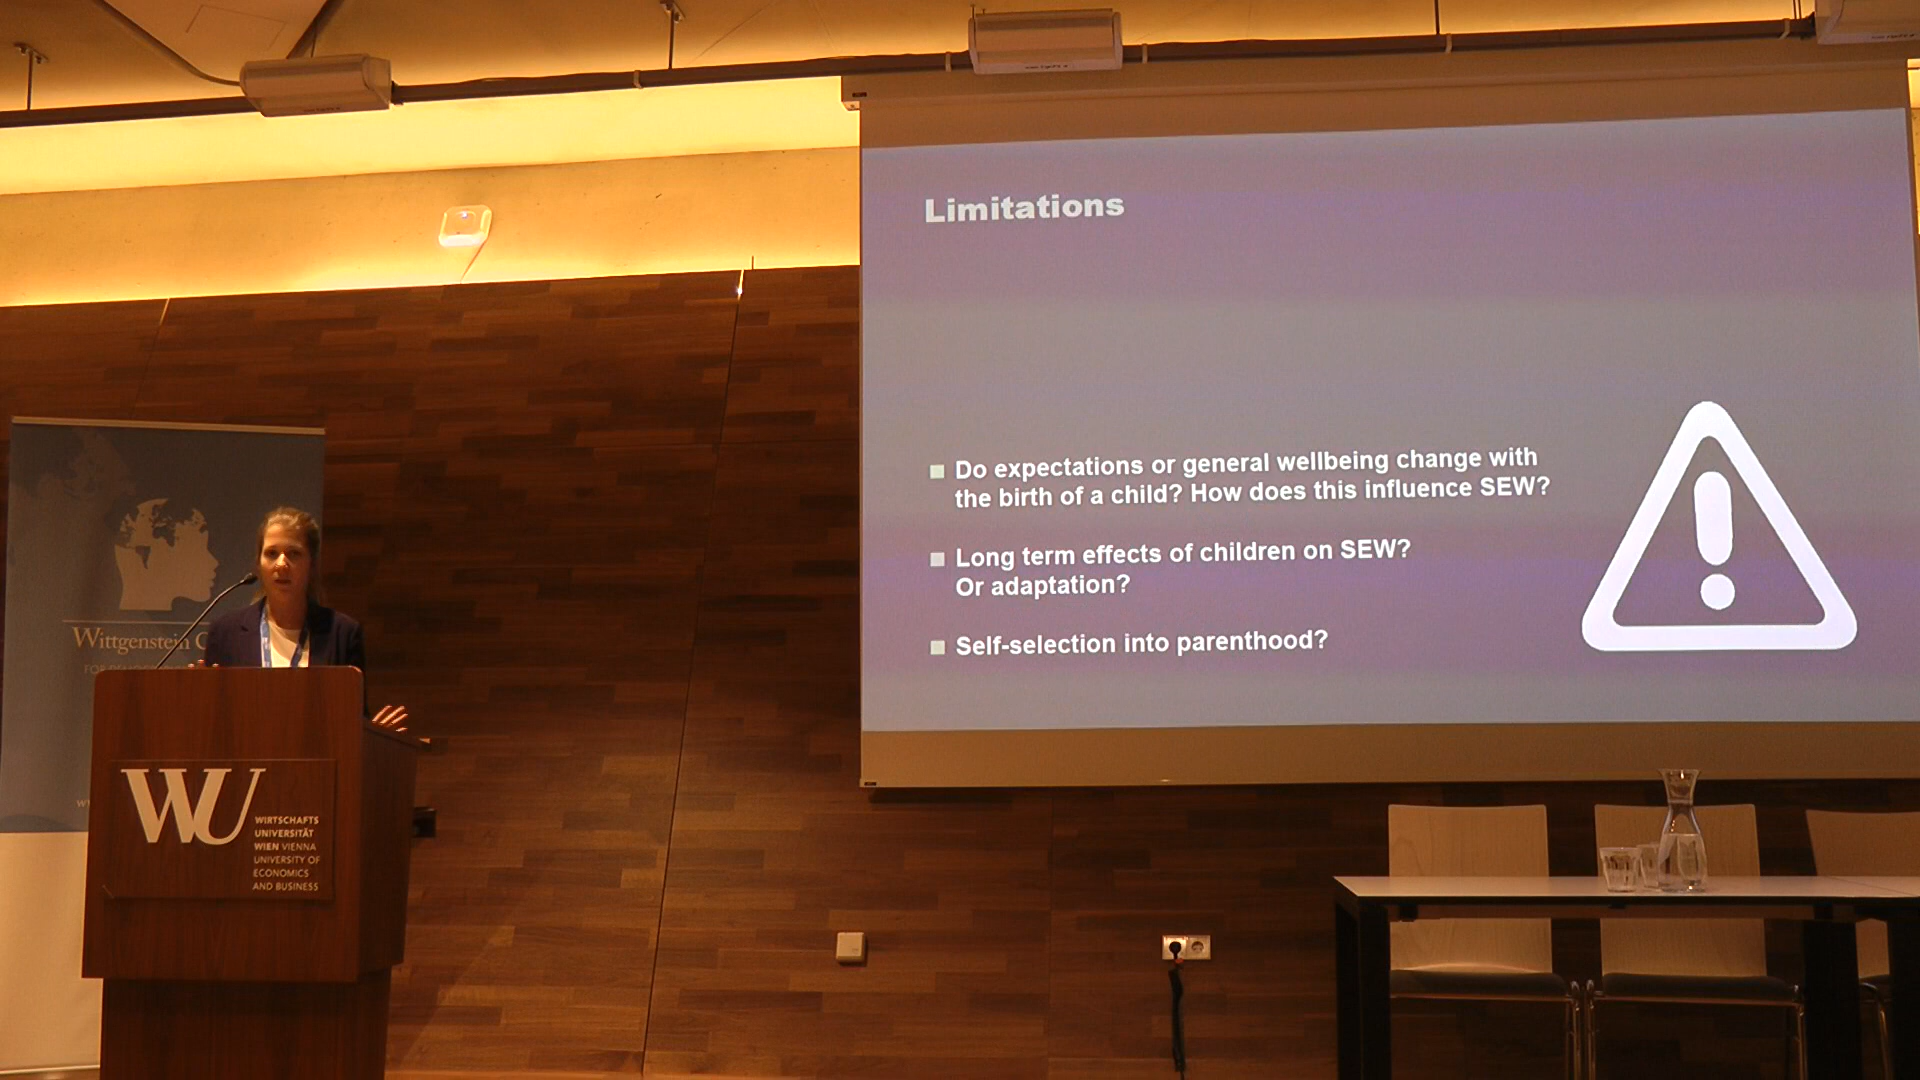 Limitations
Do expectations or general wellbeing change with
the birth of a child? How does this influence SEW?
Long term effects of children on SEW?
Or adaptation?
Self-selection into parenthood?
Wittgenstein
WU
WIRTSCHAFTS
UNIVERSITÄT
WIEN VIENNA
UNIVERSITY OF
ECONOMICS
AND BUSINESS